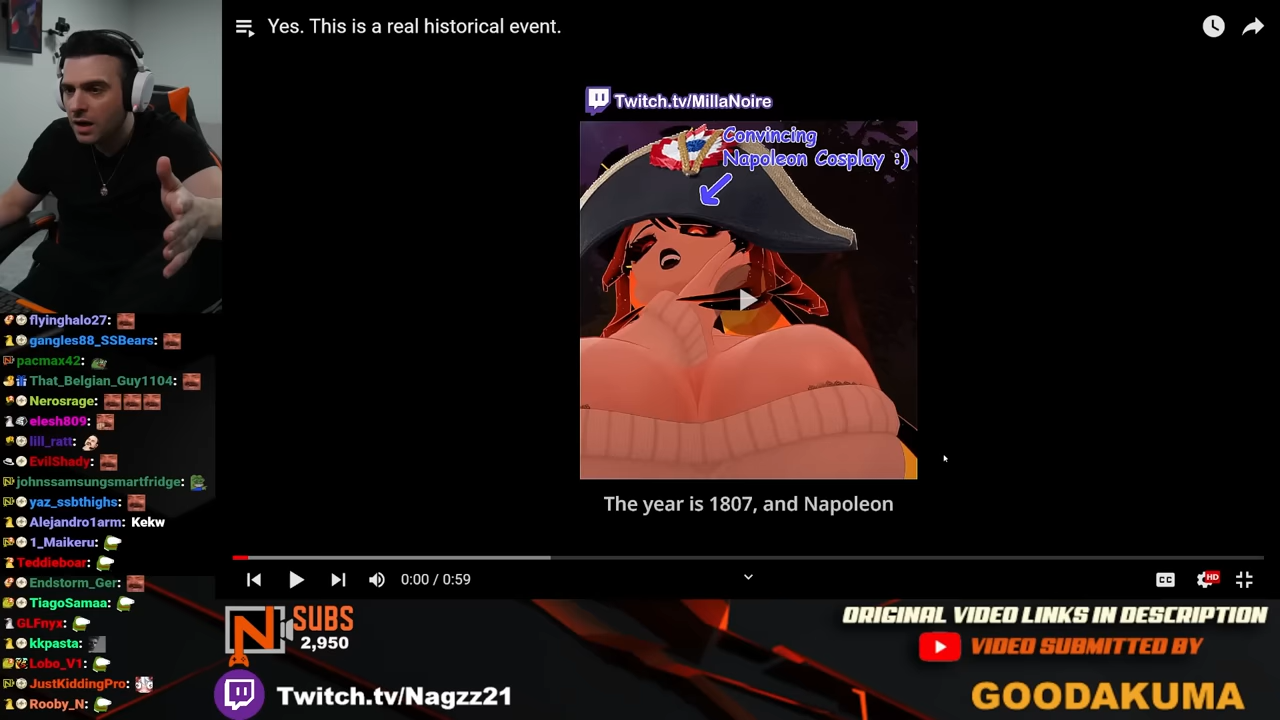 Yes. This is a real historical event.
Twitch.tv/MillaNoire
Convincing
Napoleon Cosplay :)
The year is 1807, and Napoleon
0:00 / 0:59
CC
HD
flyinghalo27:
gangles88_SSBears:
pacmax42:
That_Belgian_Guy1104:
Nerosrage:
elesh809:
lill_ratt:
EvilShady:
johnssamsungsmartfridge:
yaz_ssbthighs:
Alejandro1arm: Kekw
1_Maikeru:
Teddieboar:
Endstorm_Ger:
TiagoSamaa:
GLFnyx:
kkpasta:
Lobo_V1:
JustKiddingPro:
Rooby_N:
N SUBS
2,950
Twitch.tv/Nagzz21
ORIGINAL VIDEO LINKS IN DESCRIPTION
VIDEO SUBMITTED BY
GOODAKUMA